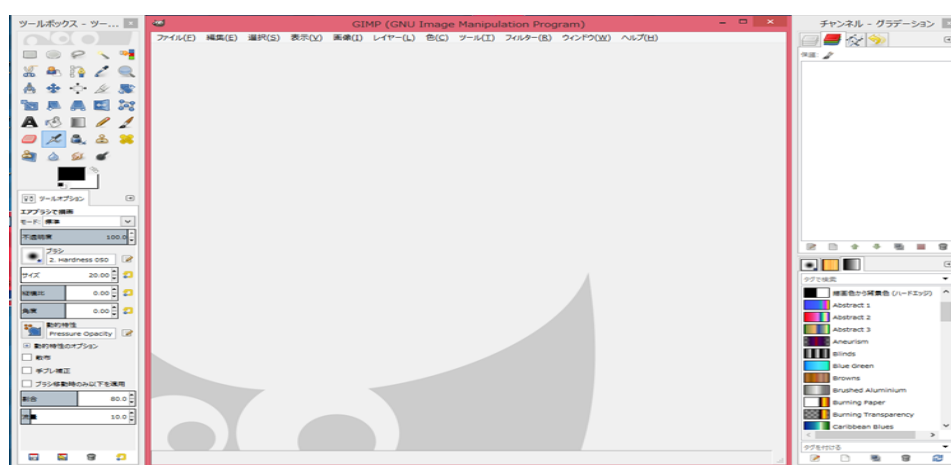 ツールボックス - ツー...
GIMP (GNU Image Manipulation Program)
チャンネル - グラデーション
ファイル(F) 編集(E) 選択(S) 表示(V) 画像(I) レイヤー(L) 色(C) ツール(T) フィルター(R) ウィンドウ(W) ヘルプ(H)
保護:
ツールオプション
エアブラシで描画
モード: 標準
不透明度 100.0
ブラシ
2. Hardness 050
サイズ 20.00
縦横比 0.00
角度 0.00
動的特性
Pressure Opacity
動的特性のオプション
散布
手ブレ補正
ブラシ移動時のみ以下を適用
割合 80.0
流量 10.0
タグで検索
描画色から背景色 (ハードエッジ)
Abstract 1
Abstract 2
Abstract 3
Aneurism
Blinds
Blue Green
Browns
Brushed Aluminium
Burning Paper
Burning Transparency
Caribbean Blues
タグを付ける